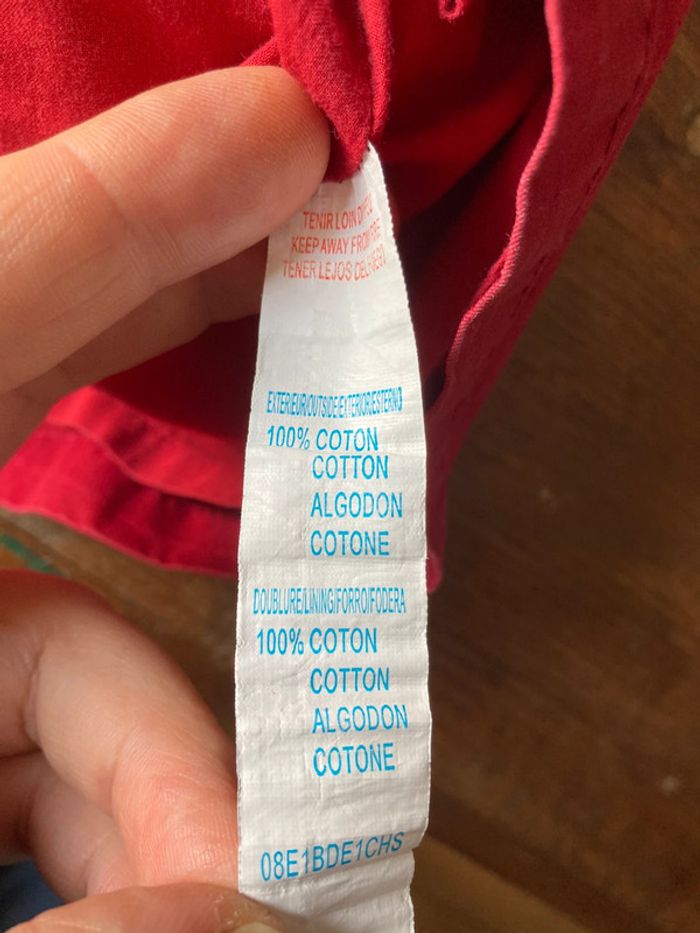 TENIR LOIN DU FEU
KEEP AWAY FROM FIRE
TENER LEJOS DEL FUEGO
EXTERIEUR/OUTSIDE/EXTERIOR/ESTERNO
100% COTON
COTTON
ALGODON
COTONE
DOUBLURE/LINING/FORRO/FODERA
100% COTON
COTTON
ALGODON
COTONE
08E1BDE1CHS